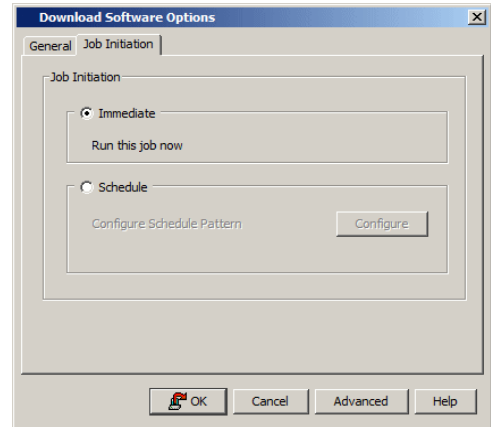 Download Software Options
General Job Initiation
Job Initiation
Immediate
Run this job now
Schedule
Configure Schedule Pattern Configure
OK Cancel Advanced Help